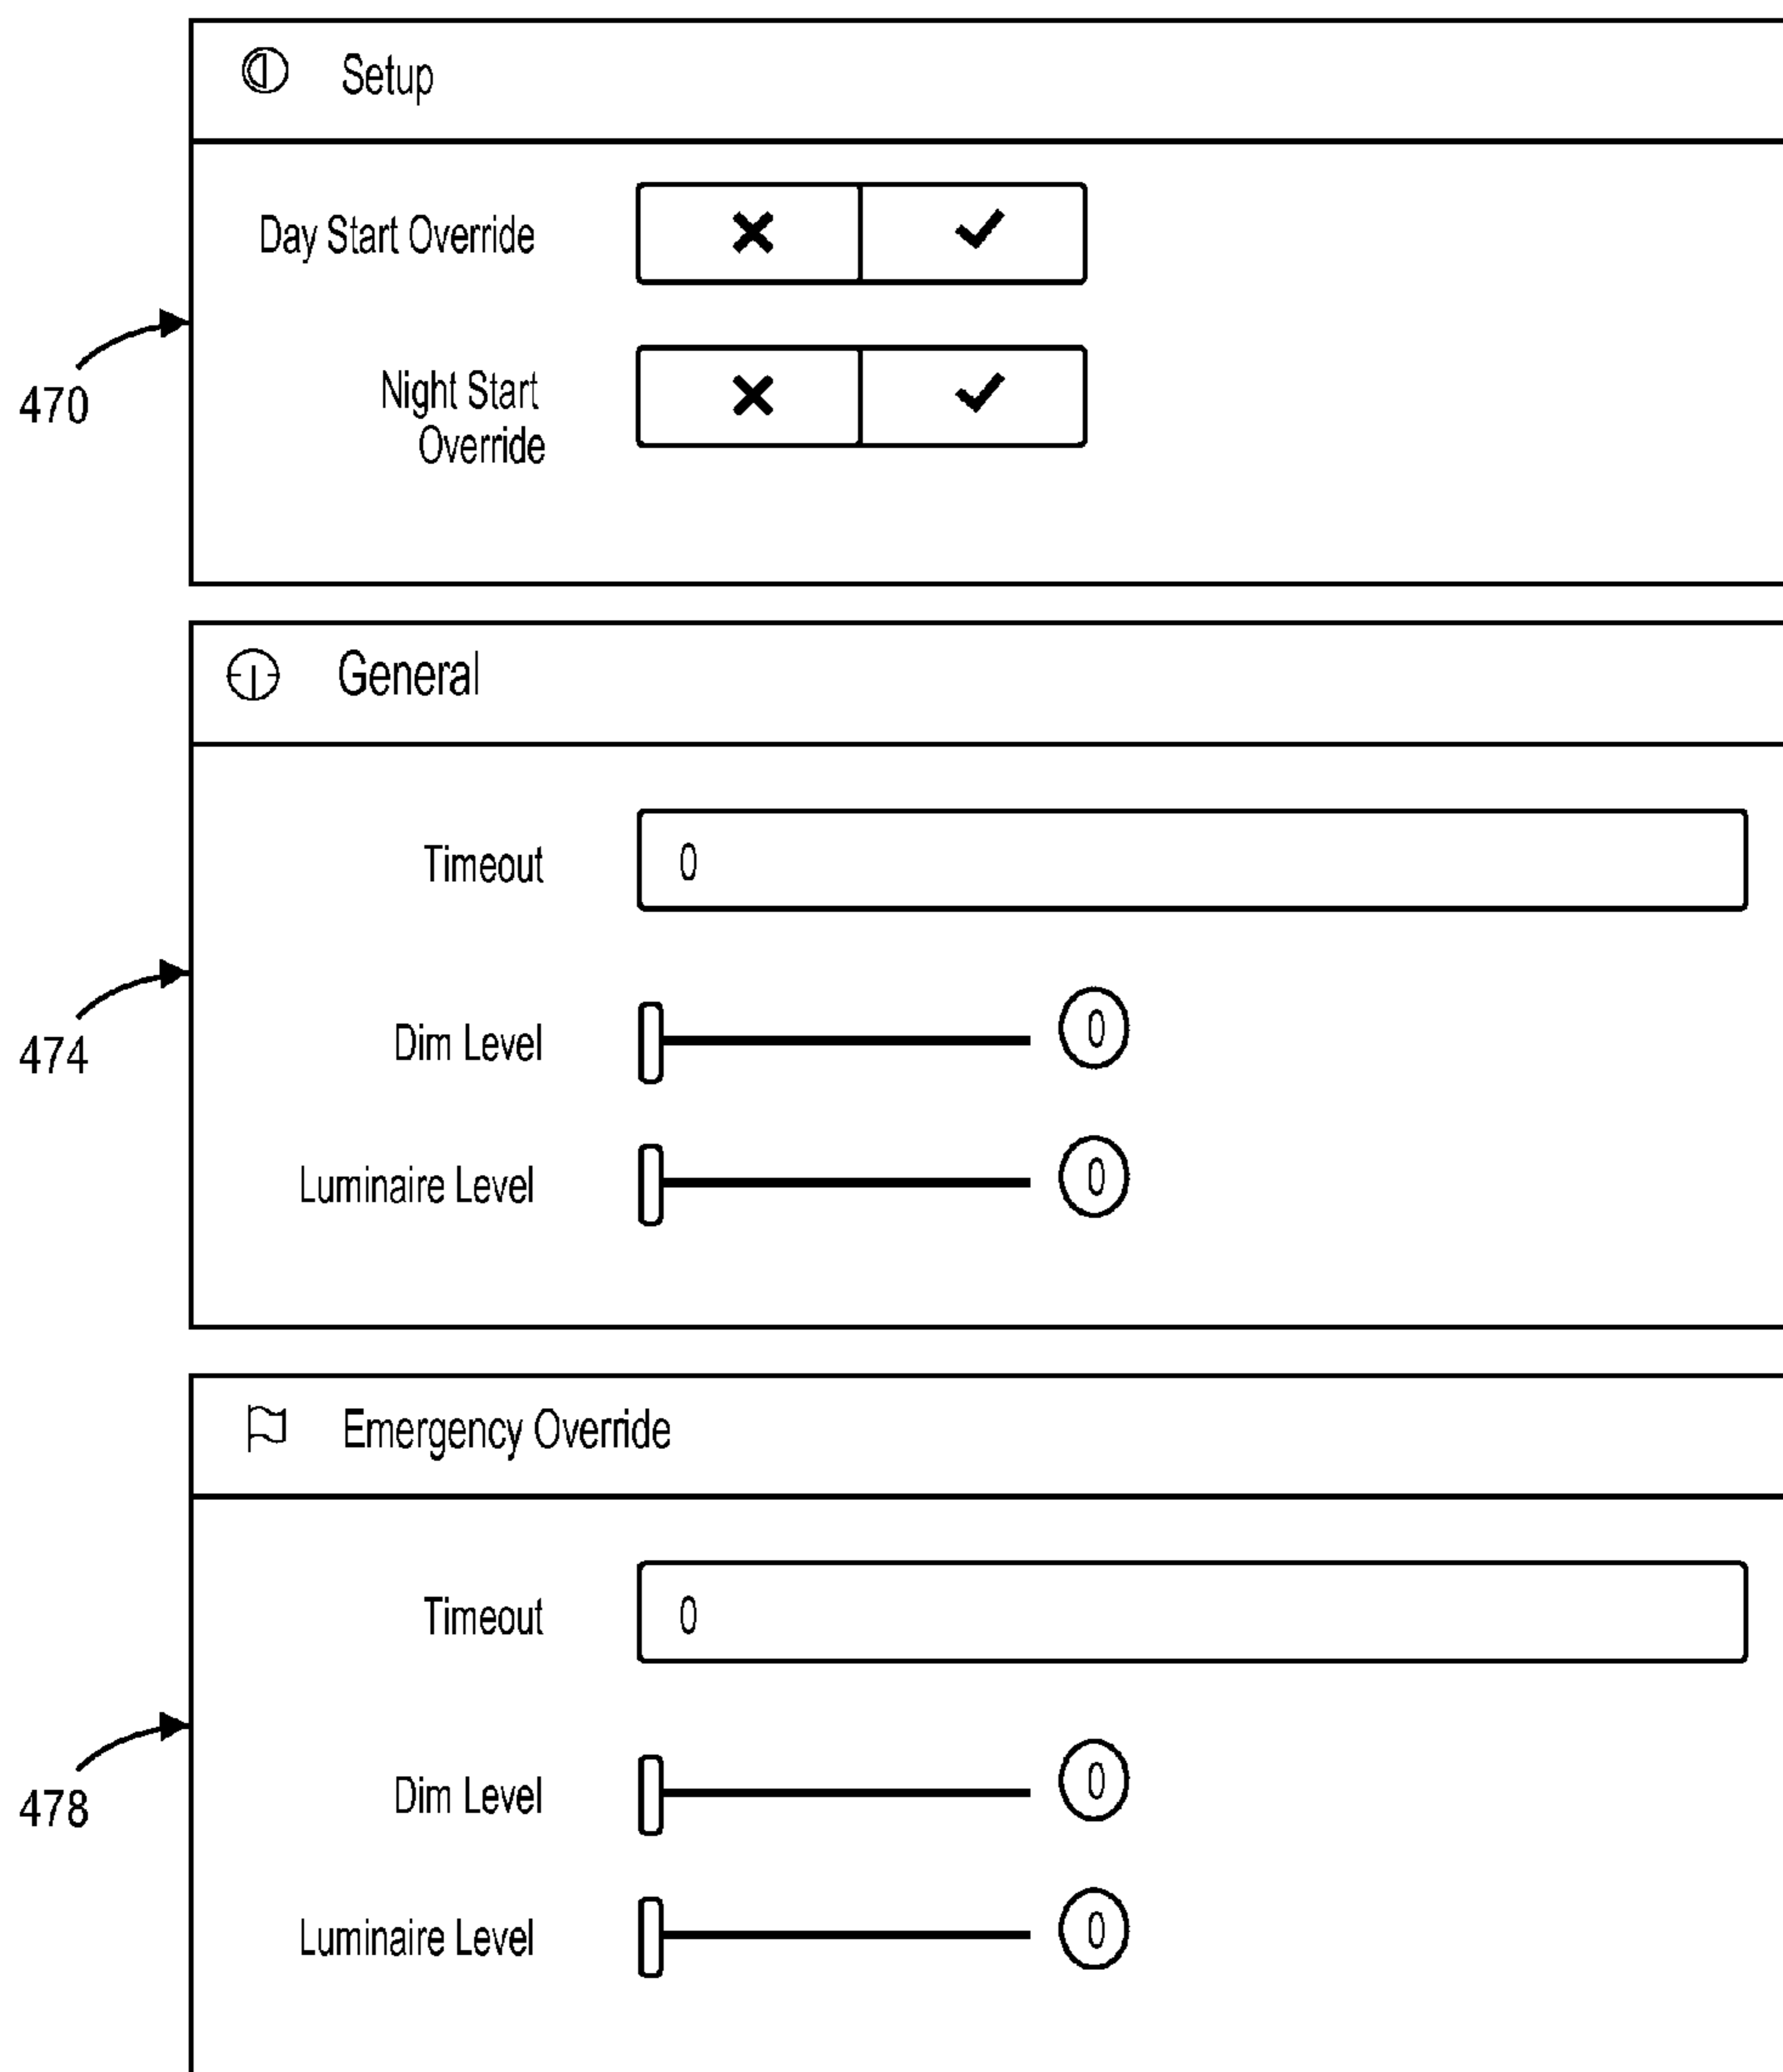 Setup
Day Start Override
470
Night Start
Override
General
Timeout 0
474
Dim Level 0
Luminaire Level 0
Emergency Override
Timeout 0
478
Dim Level 0
Luminaire Level 0